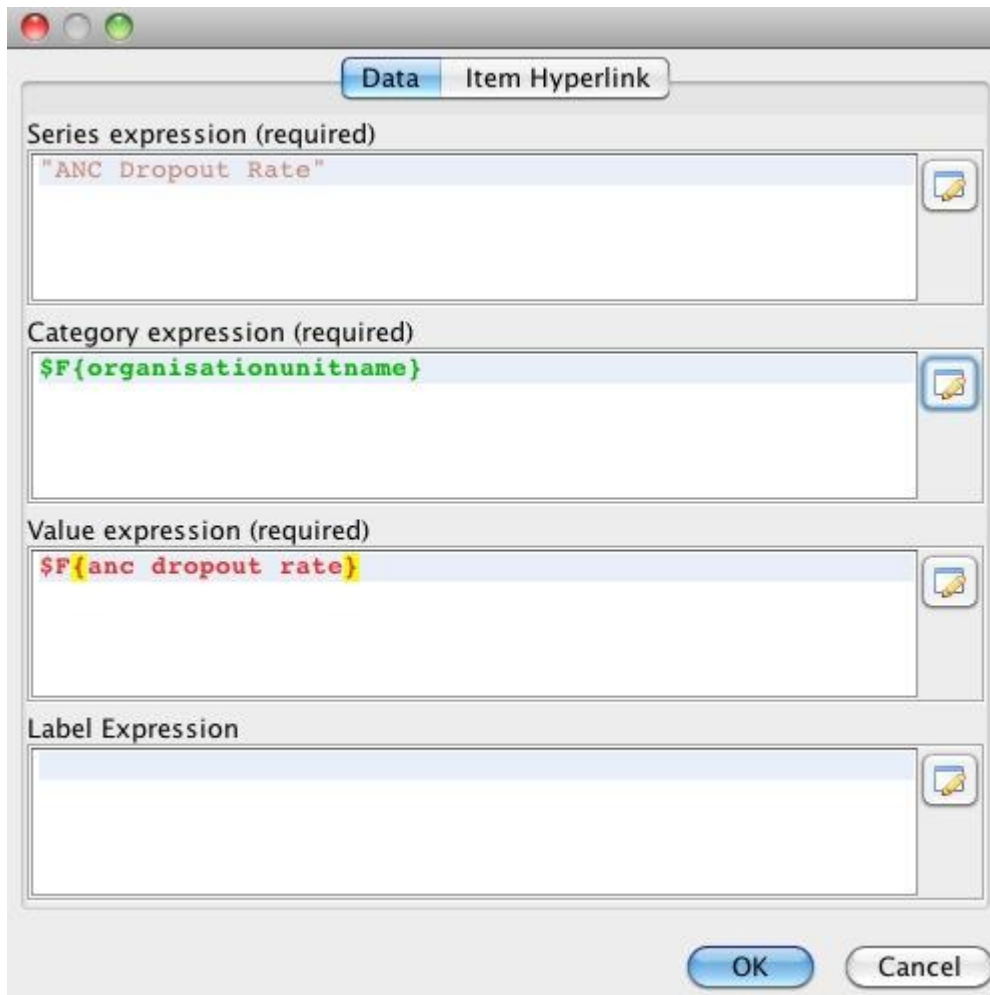 Data Item Hyperlink
Series expression (required)
"ANC Dropout Rate"
Category expression (required)
$F{organisationunitname}
Value expression (required)
$F{anc dropout rate}
Label Expression
OK Cancel